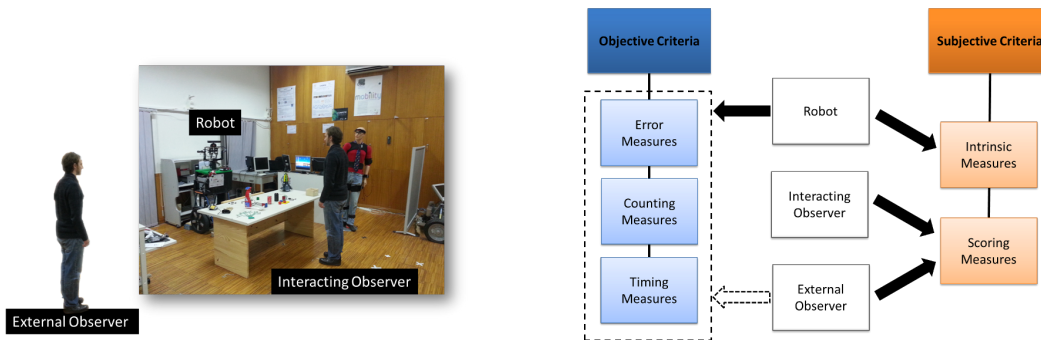 Robot
Interacting Observer
External Observer
Objective Criteria
Error
Measures
Counting
Measures
Timing
Measures
Robot
Interacting
Observer
External
Observer
Subjective Criteria
Intrinsic
Measures
Scoring
Measures